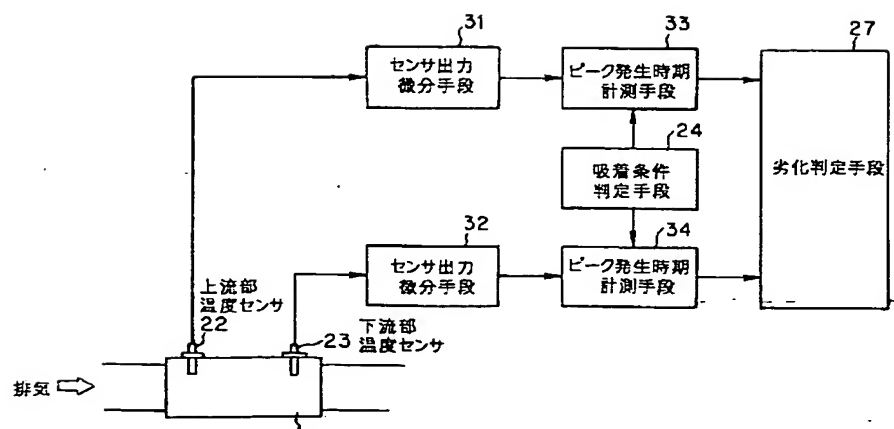 31
センサ出力
微分手段
33
ピーク発生時期
計測手段
27
劣化判定手段
24
吸着条件
判定手段
32
センサ出力
微分手段
34
ピーク発生時期
計測手段
上流部
温度センサ
22
23
下流部
温度センサ
排気